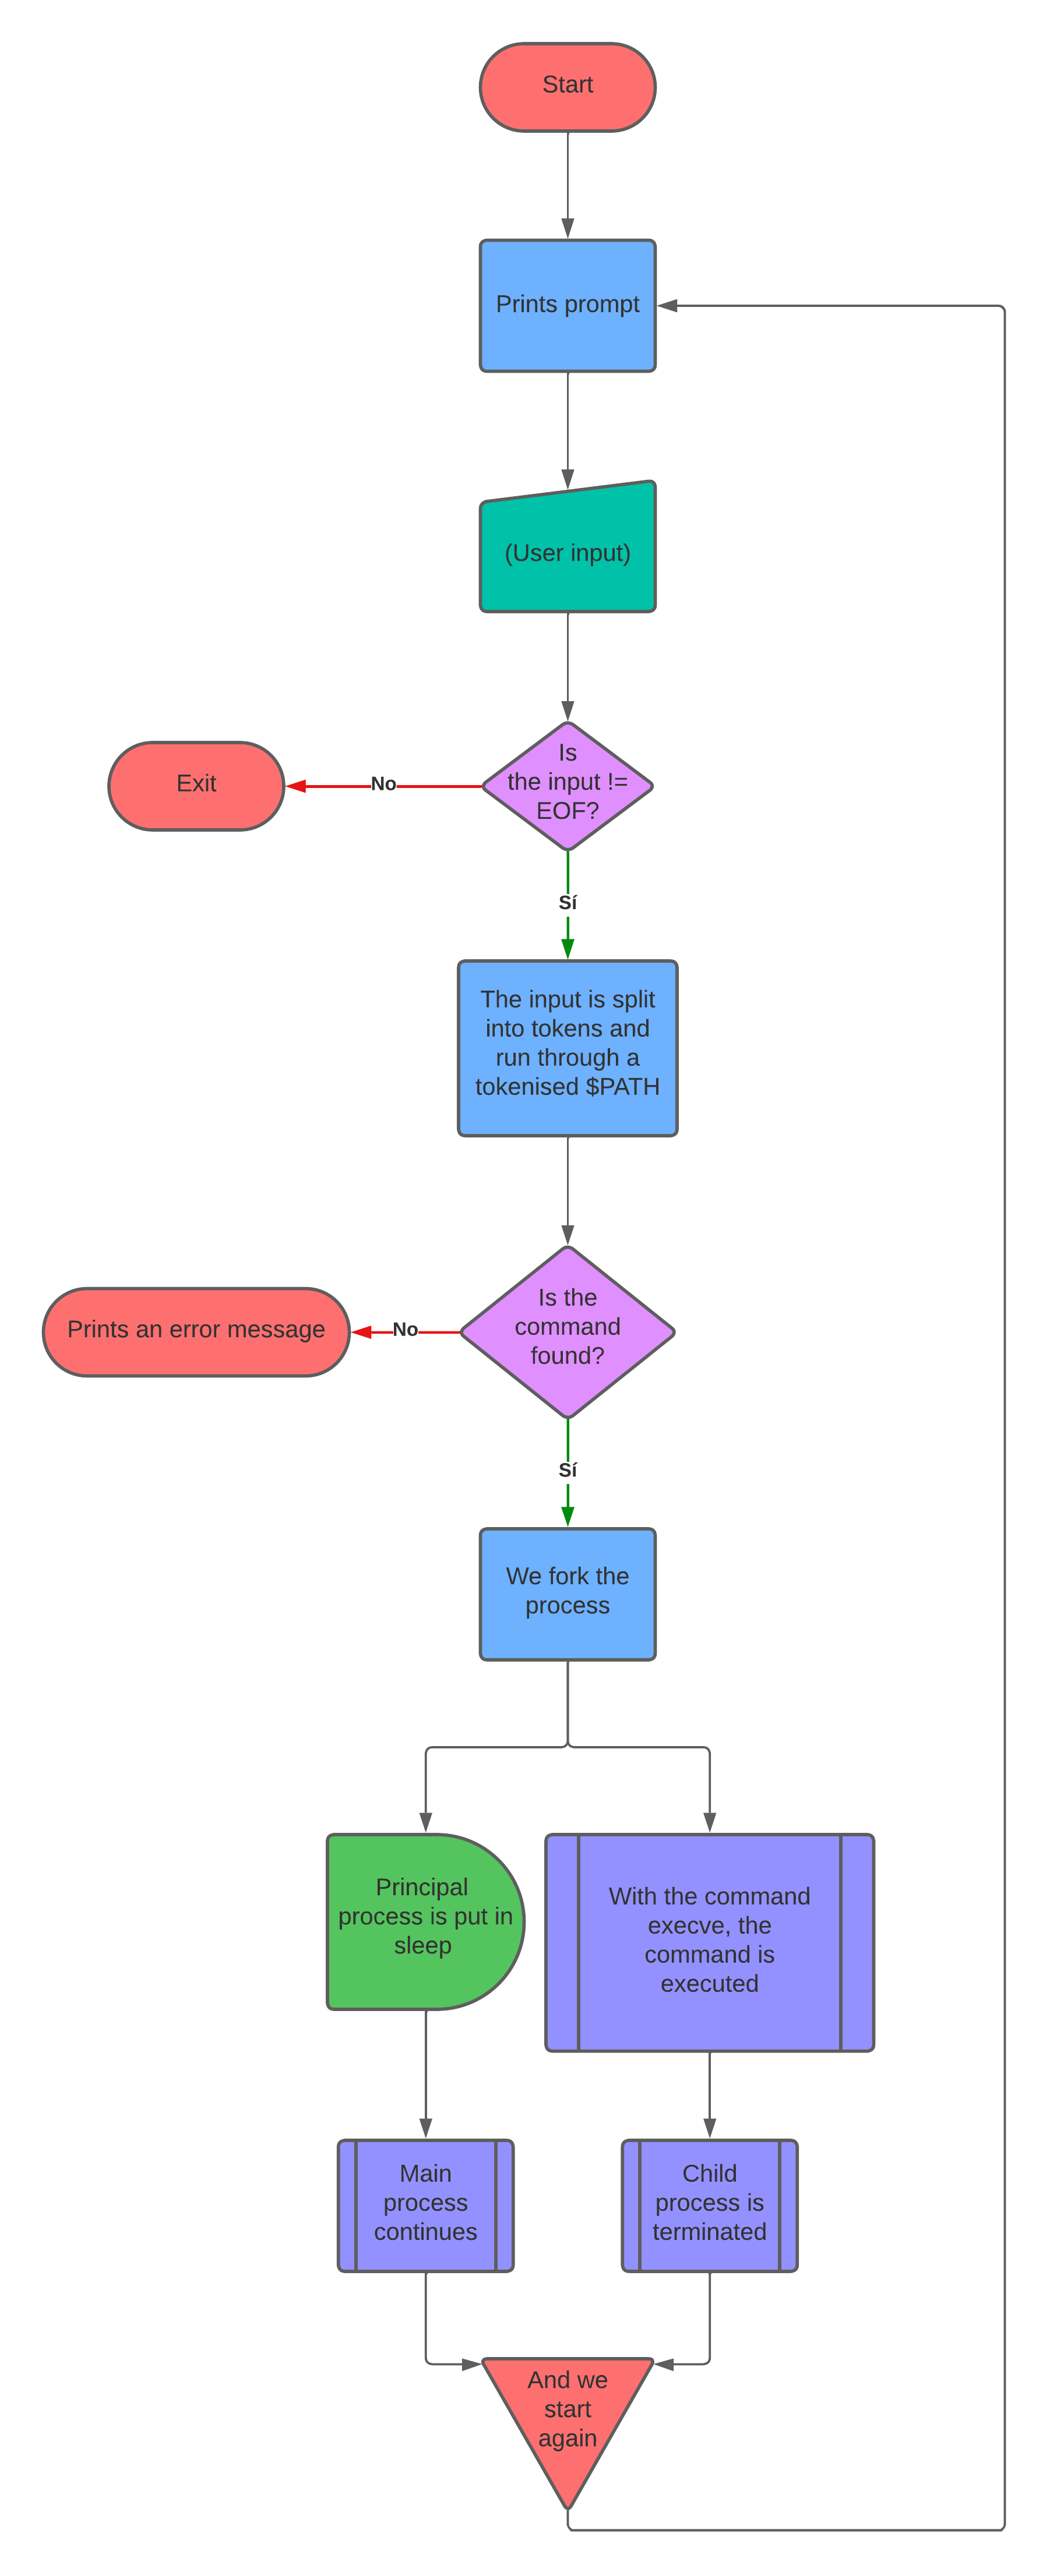 Start
Prints prompt
(User input)
Is
the input !=
EOF?
No
Exit
Sí
The input is split
into tokens and
run through a
tokenised $PATH
Is the
command
found?
No
Prints an error message
Sí
We fork the
process
Principal
process is put in
sleep
With the command
execve, the
command is
executed
Main
process
continues
Child
process is
terminated
And we
start
again